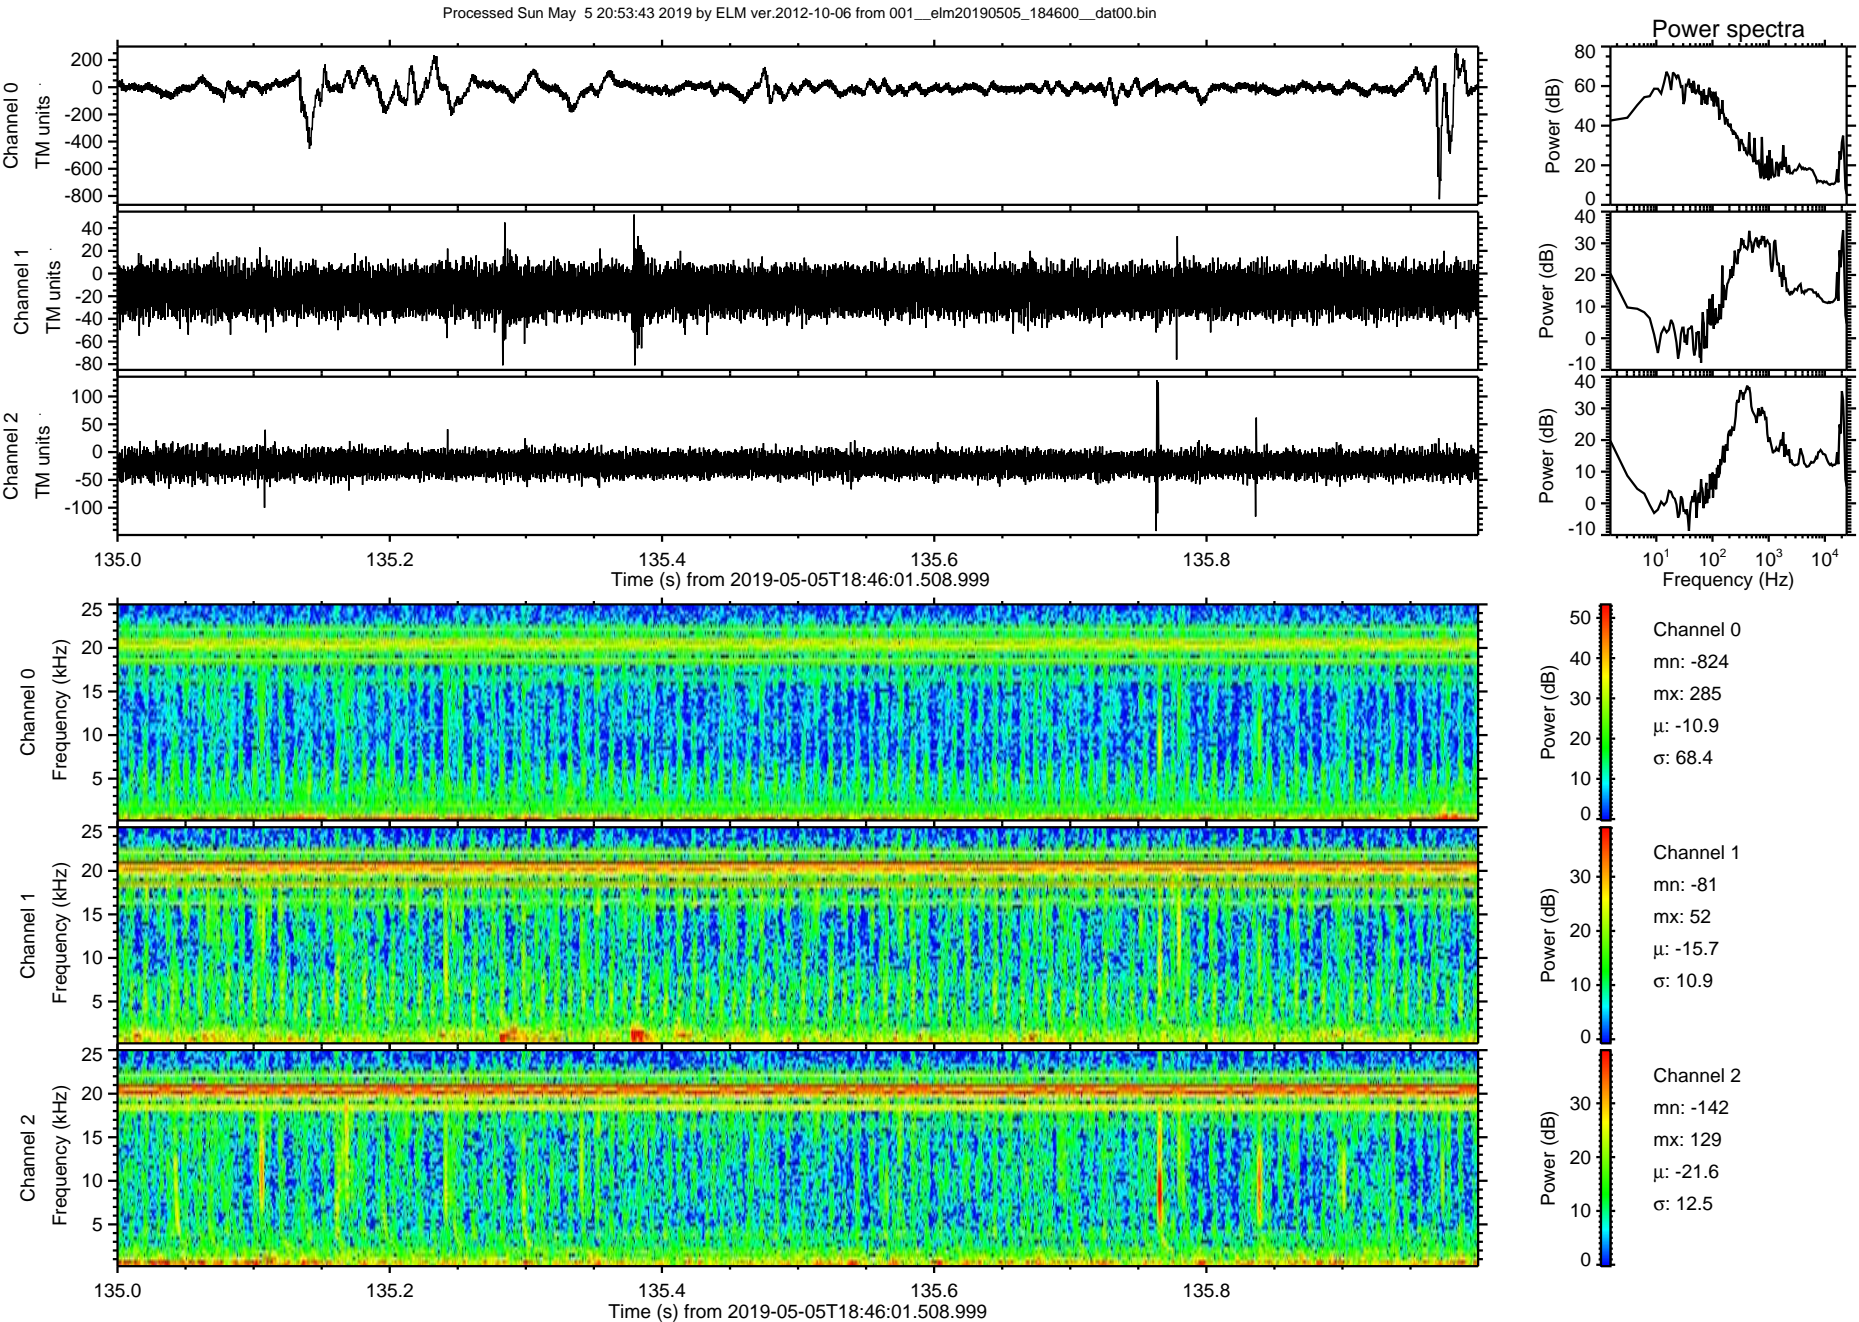 Processed Sun May  5 20:53:43 2019 by ELM ver.2012-10-06 from 001__elm20190505_184600__dat00.bin
Power spectra
Channel 0
TM units
200
0
-200
-400
-600
-800
Power (dB)
80
60
40
20
0
Channel 1
TM units
40
20
0
-20
-40
-60
-80
Power (dB)
40
30
20
10
0
-10
Channel 2
TM units
100
50
0
-50
-100
Power (dB)
40
30
20
10
0
-10
135.0 135.2 135.4 135.6 135.8
Time (s) from 2019-05-05T18:46:01.508.999
10¹ 10² 10³ 10⁴
Frequency (Hz)
Channel 0
Frequency (kHz)
25
20
15
10
5
Power (dB)
50
40
30
20
10
0
Channel 0
mn: -824
mx: 285
μ: -10.9
σ: 68.4
Channel 1
Frequency (kHz)
25
20
15
10
5
Power (dB)
30
20
10
0
Channel 1
mn: -81
mx: 52
μ: -15.7
σ: 10.9
Channel 2
Frequency (kHz)
25
20
15
10
5
Power (dB)
30
20
10
0
Channel 2
mn: -142
mx: 129
μ: -21.6
σ: 12.5
135.0 135.2 135.4 135.6 135.8
Time (s) from 2019-05-05T18:46:01.508.999